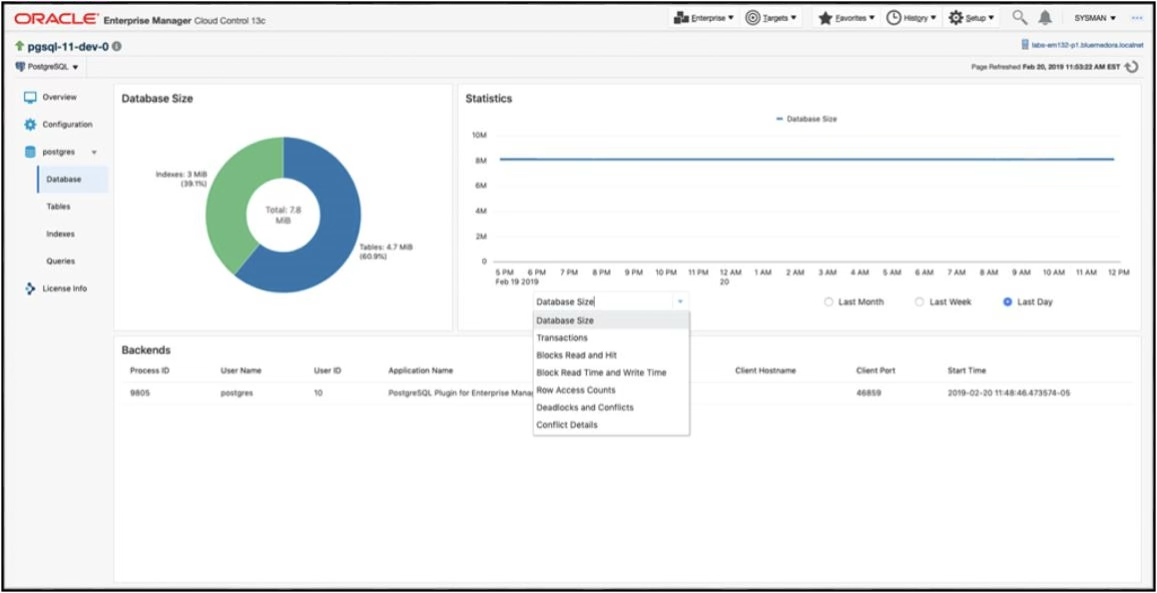 ORACLE Enterprise Manager Cloud Control 13c
Enterprise
Targets
Favorites
History
Setup
SYSMAN
pgsql-11-dev-0
labs-em132-p1.bluemedora.localnet
PostgreSQL
Page Refreshed Feb 20, 2019 11:53:22 AM EST
Overview
Configuration
postgres
Database
Tables
Indexes
Queries
License Info
Database Size
Indexes: 3 MiB
(39.1%)
Total: 7.8
MiB
Tables: 4.7 MiB
(60.9%)
Statistics
Database Size
10M
8M
6M
4M
2M
0
5 PM 6 PM 7 PM 8 PM 9 PM 10 PM 11 PM 12 AM 1 AM 2 AM 3 AM 4 AM 5 AM 6 AM 7 AM 8 AM 9 AM 10 AM 11 AM 12 PM
Feb 19 2019 20
Database Size
Last Month Last Week Last Day
Database Size
Transactions
Blocks Read and Hit
Block Read Time and Write Time
Row Access Counts
Deadlocks and Conflicts
Conflict Details
Backends
Process ID User Name User ID Application Name Client Hostname Client Port Start Time
9805 postgres 10 PostgreSQL Plugin for Enterprise Mana 46859 2019-02-20 11:48:46.473574-05